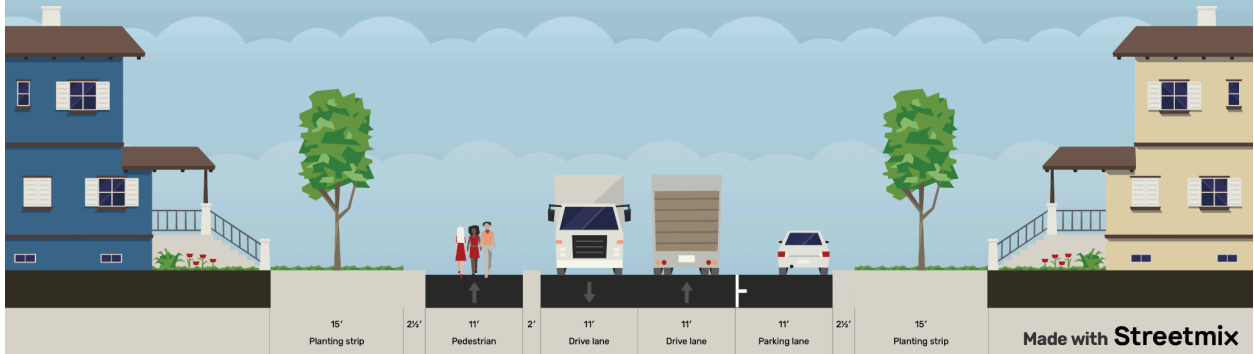 15′ 2½′ 11′ 2′ 11′ 11′ 11′ 2½′ 15′
Planting strip Pedestrian Drive lane Drive lane Parking lane Planting strip
Made with Streetmix